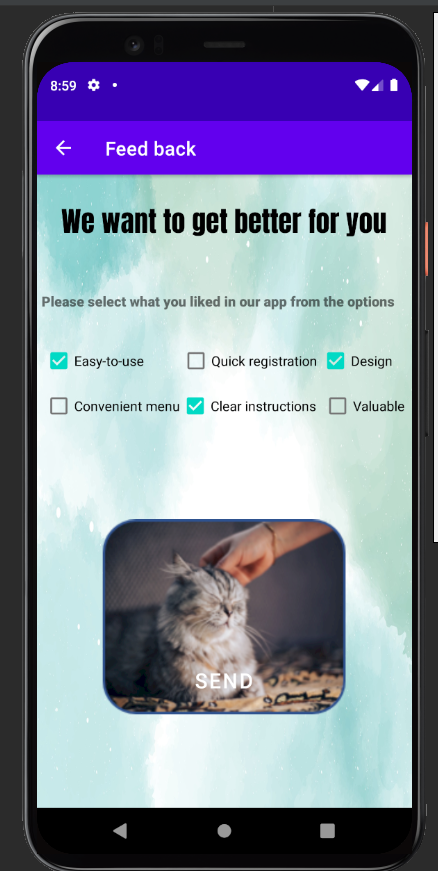 8:59
Feed back
We want to get better for you
Please select what you liked in our app from the options
Easy-to-use Quick registration Design
Convenient menu Clear instructions Valuable
SEND